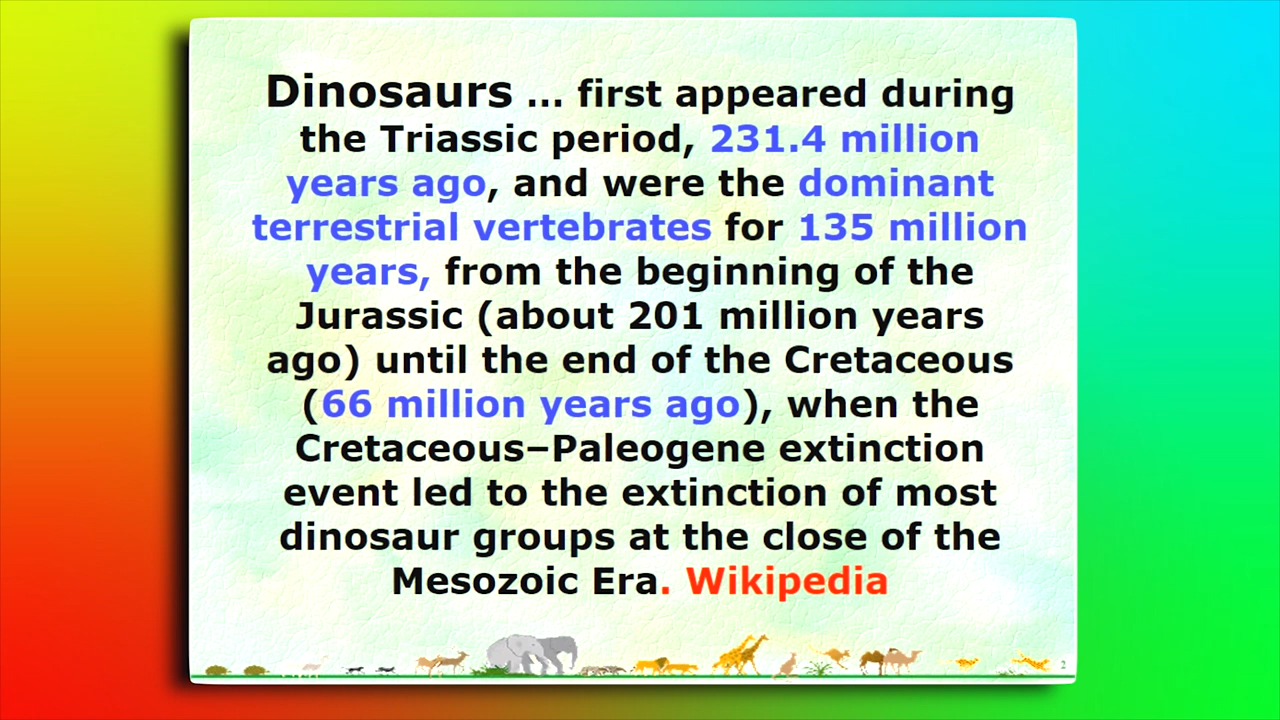 Dinosaurs ... first appeared during
the Triassic period, 231.4 million
years ago, and were the dominant
terrestrial vertebrates for 135 million
years, from the beginning of the
Jurassic (about 201 million years
ago) until the end of the Cretaceous
(66 million years ago), when the
Cretaceous–Paleogene extinction
event led to the extinction of most
dinosaur groups at the close of the
Mesozoic Era. Wikipedia
2